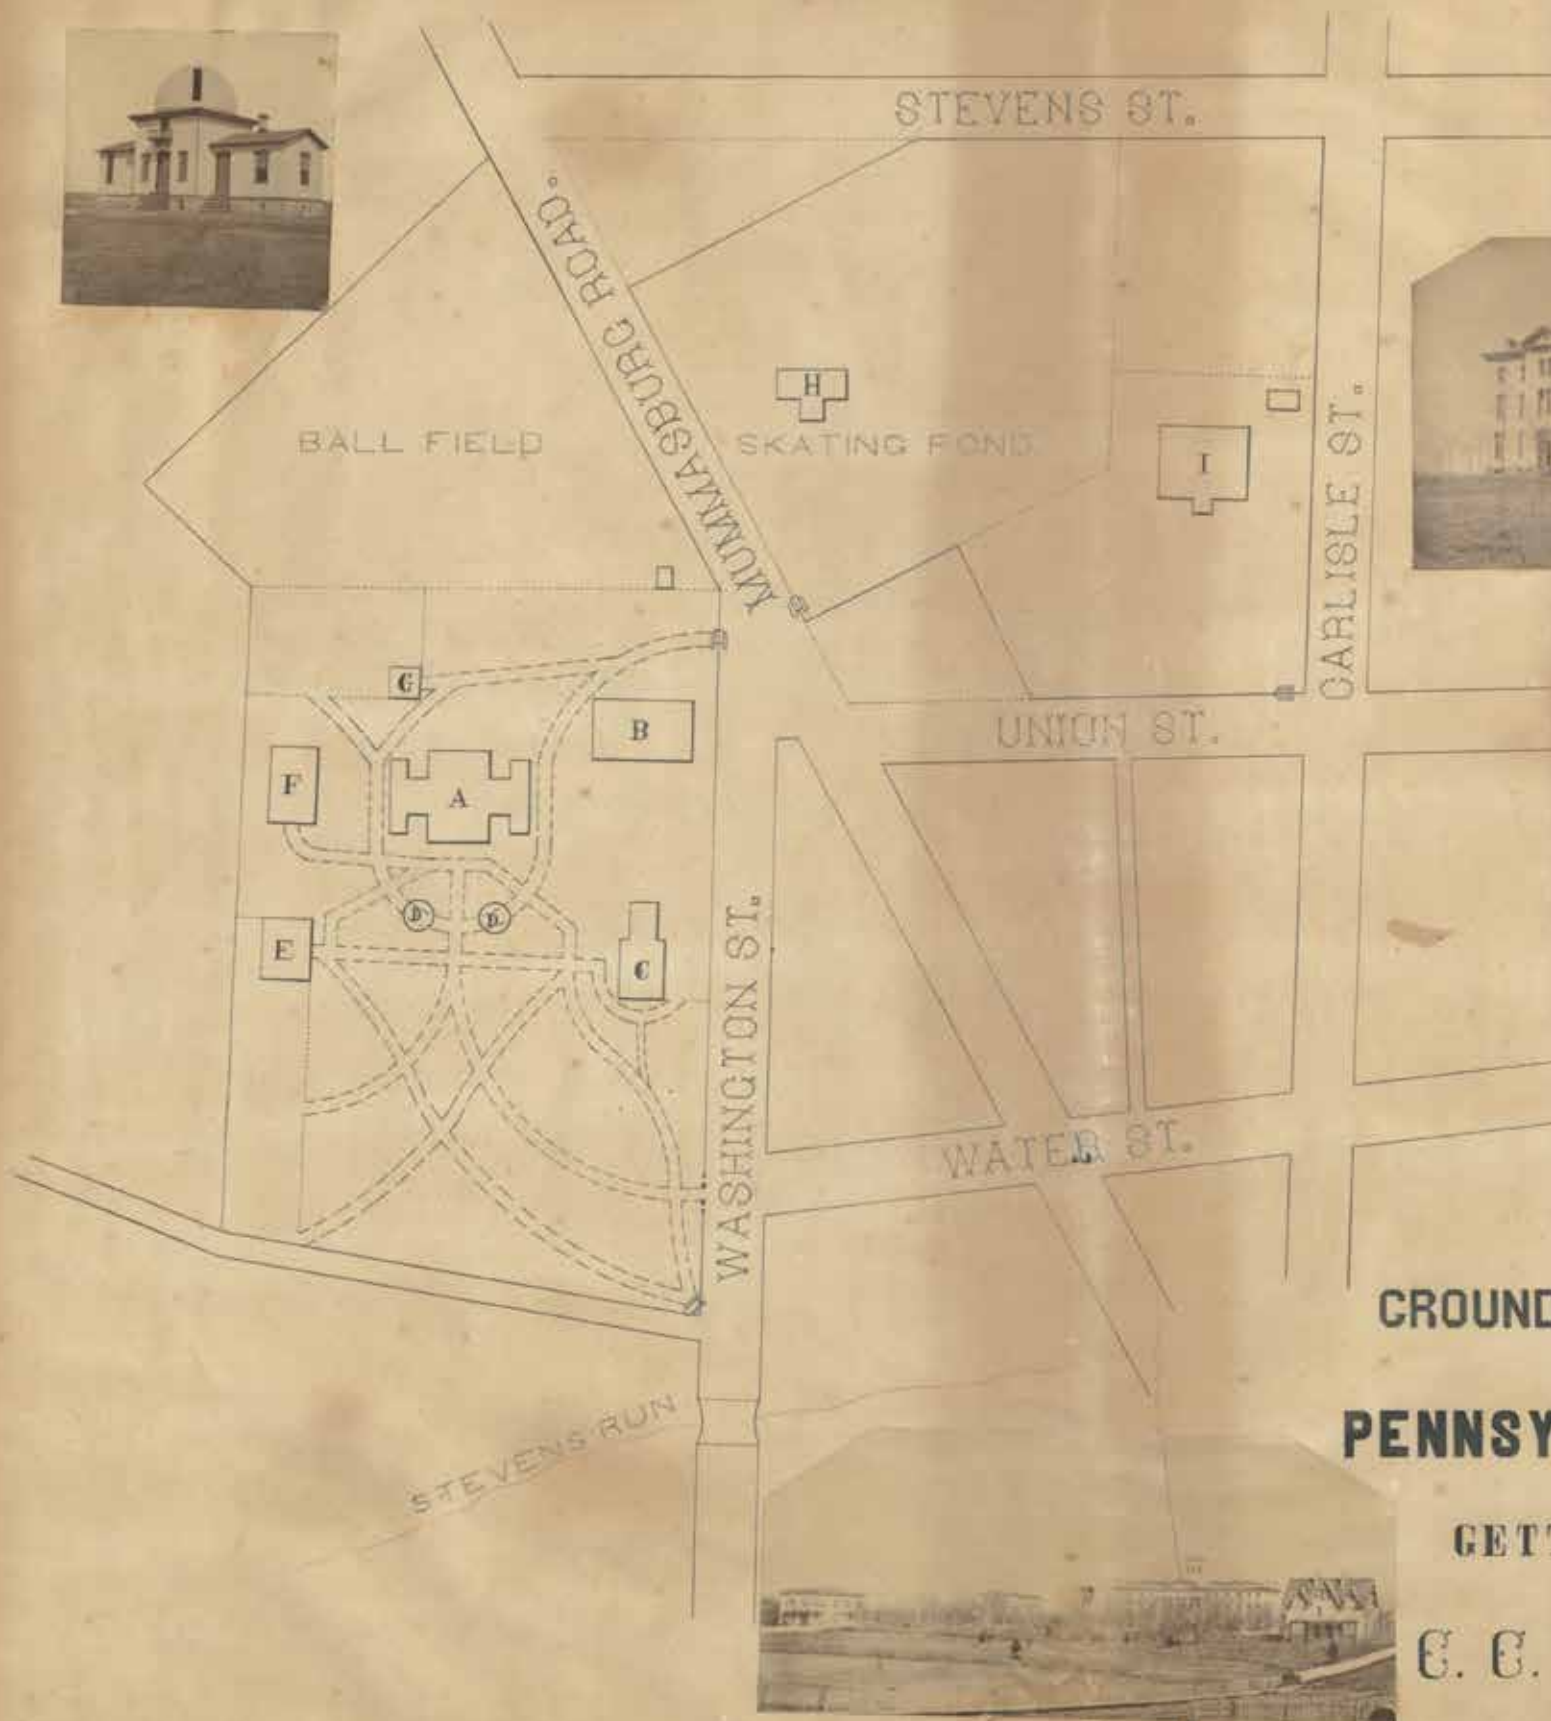 STEVENS ST.
MUMMASBURG ROAD.
H
BALL FIELD
SKATING POND
I
CARLISLE ST.
G
B
UNION ST.
F
A
D
D
E
C
WASHINGTON ST.
WATER ST.
GROUND
PENNSY
STEVENS RUN
GETT
C. C.